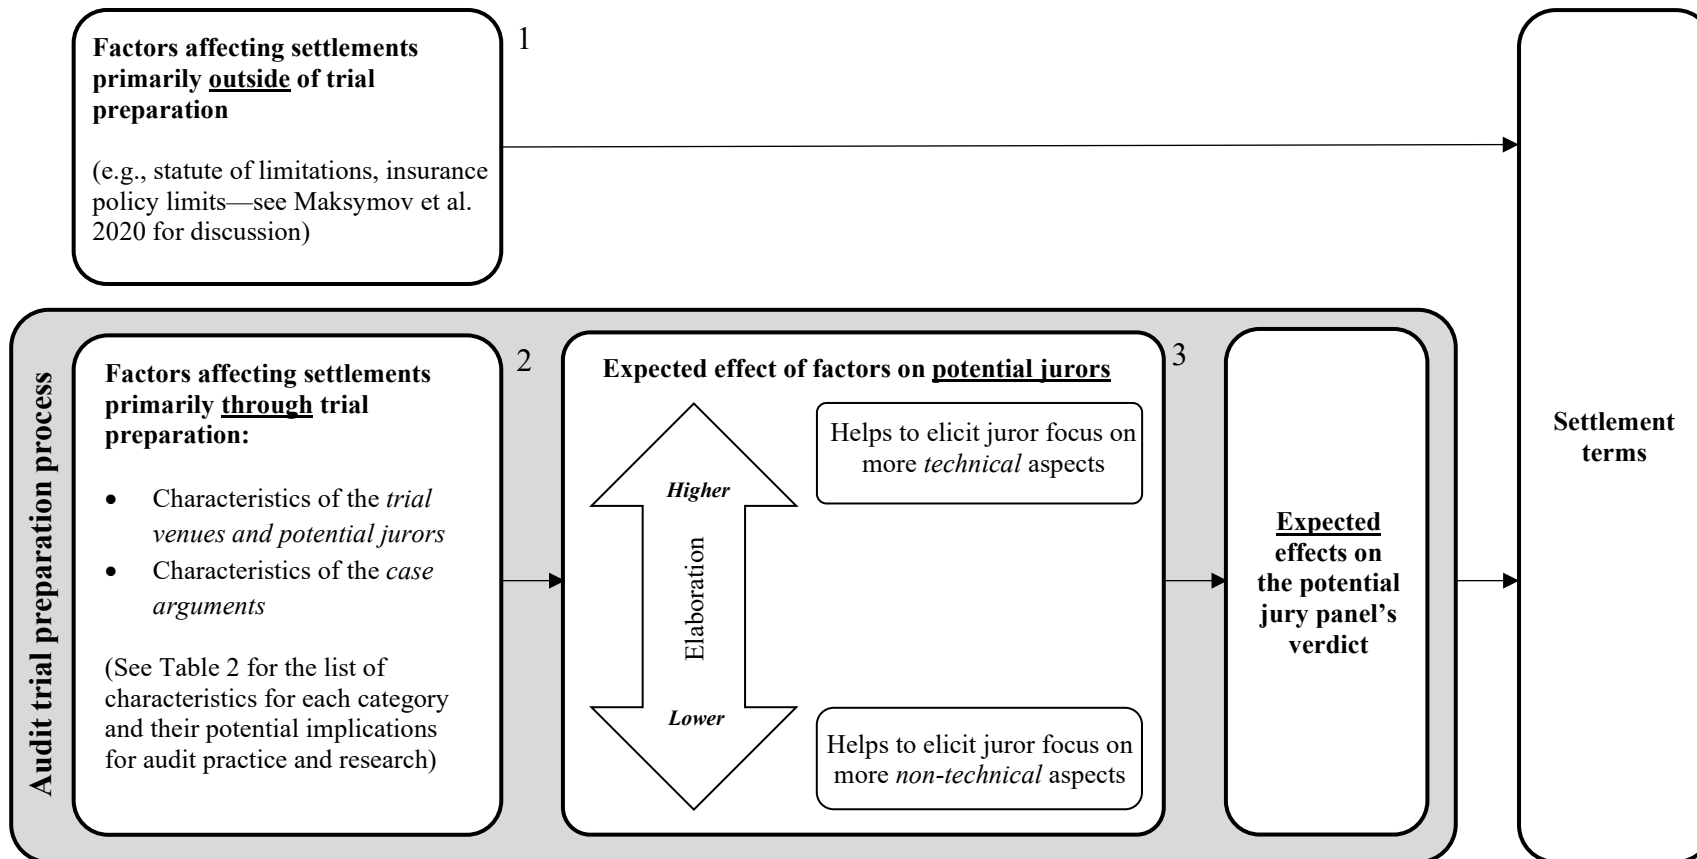 Factors affecting settlements
primarily outside of trial
preparation
(e.g., statute of limitations, insurance
policy limits—see Maksymov et al.
2020 for discussion)
1
Audit trial preparation process
Factors affecting settlements
primarily through trial
preparation:
• Characteristics of the trial
venues and potential jurors
• Characteristics of the case
arguments
(See Table 2 for the list of
characteristics for each category
and their potential implications
for audit practice and research)
2
Expected effect of factors on potential jurors
Higher
Elaboration
Lower
Helps to elicit juror focus on
more technical aspects
Helps to elicit juror focus on
more non-technical aspects
3
Expected
effects on
the potential
jury panel’s
verdict
Settlement
terms